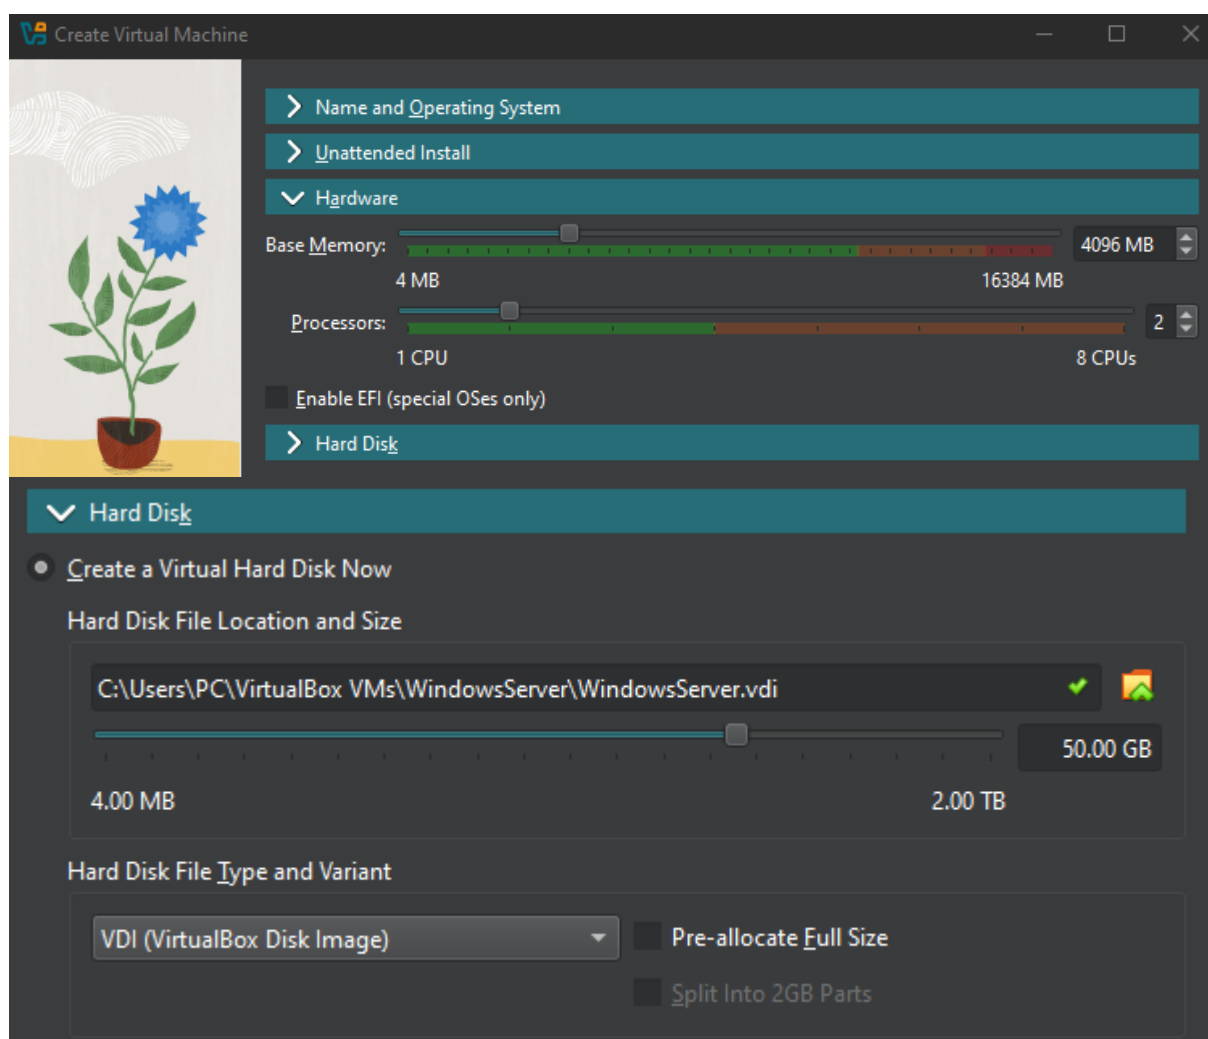 Create Virtual Machine
Name and Operating System
Unattended Install
Hardware
Base Memory: 4096 MB
4 MB 16384 MB
Processors: 2
1 CPU 8 CPUs
Enable EFI (special OSes only)
Hard Disk
Hard Disk
Create a Virtual Hard Disk Now
Hard Disk File Location and Size
C:\Users\PC\VirtualBox VMs\WindowsServer\WindowsServer.vdi
50.00 GB
4.00 MB 2.00 TB
Hard Disk File Type and Variant
VDI (VirtualBox Disk Image) Pre-allocate Full Size
Split Into 2GB Parts